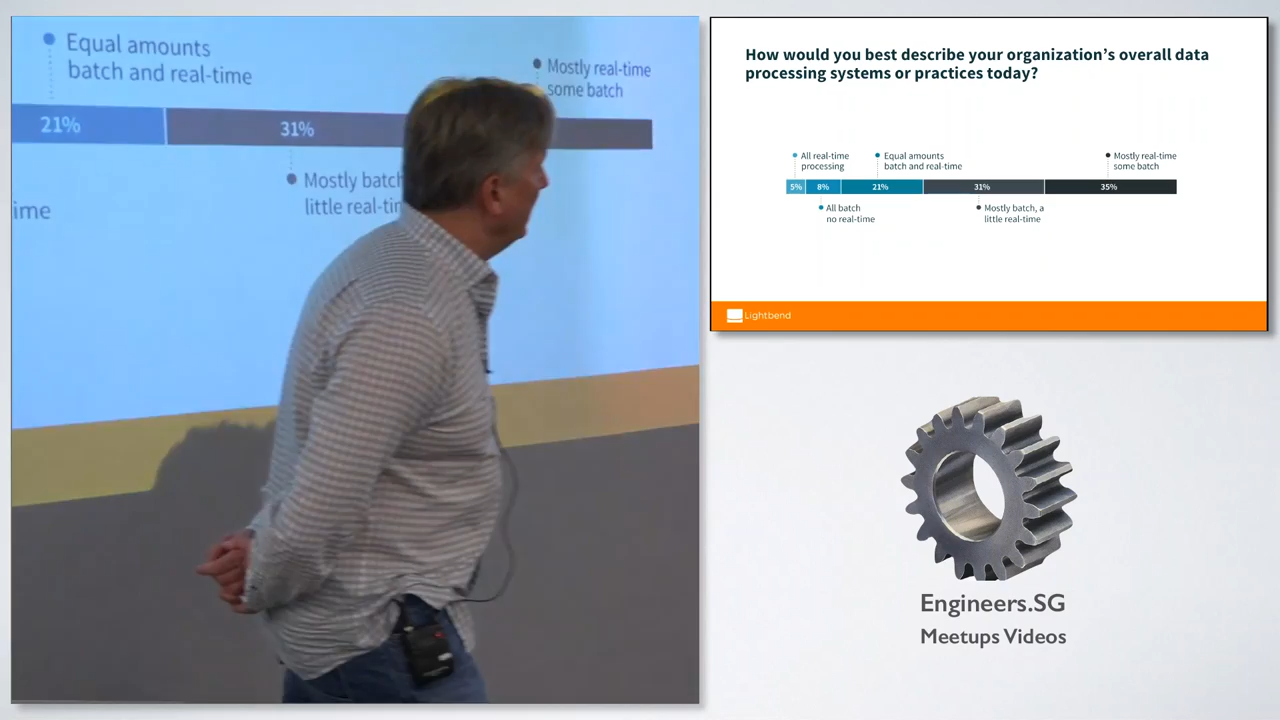 Equal amounts
batch and real-time
Mostly real-time
some batch
21%
31%
Mostly batch
little real-tim
ime
How would you best describe your organization's overall data
processing systems or practices today?
All real-time
processing
Equal amounts
batch and real-time
Mostly real-time
some batch
5%
8%
21%
31%
35%
All batch
no real-time
Mostly batch, a
little real-time
Lightbend
Engineers.SG
Meetups Videos